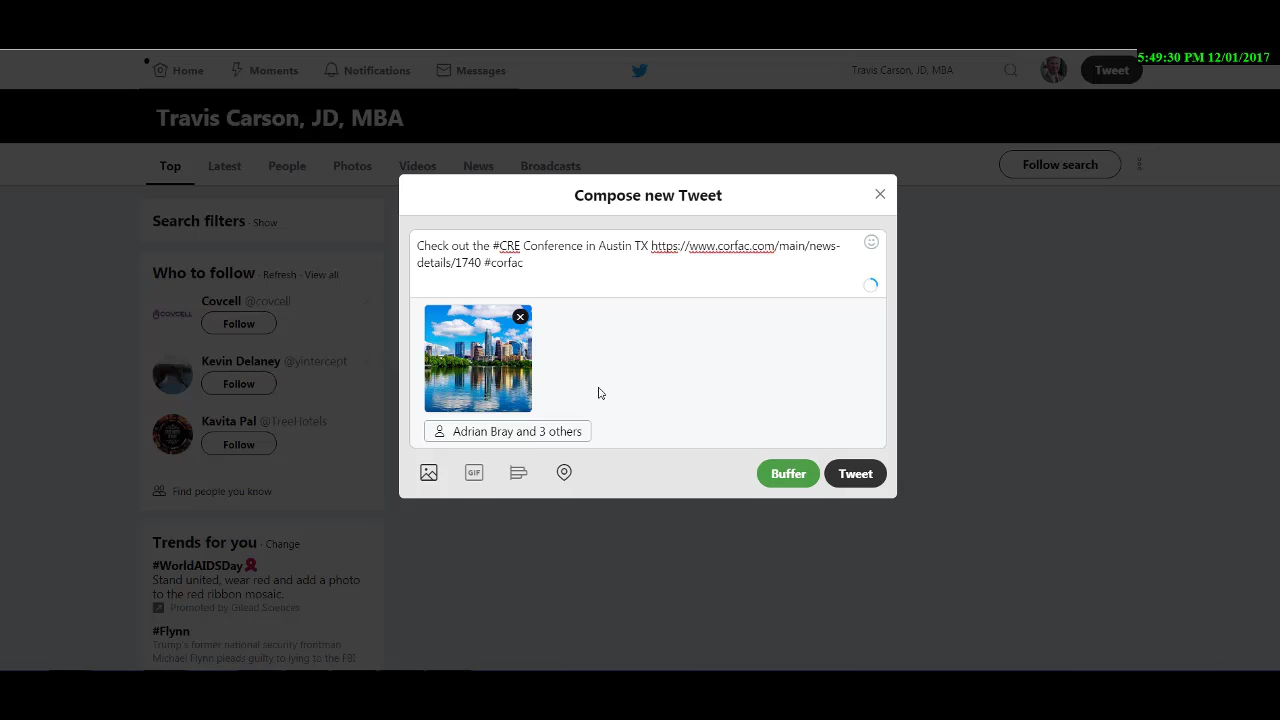 5:49:30 PM 12/01/2017
Home
Moments
Notifications
Messages
Travis Carson, JD, MBA
Tweet
Travis Carson, JD, MBA
Top
Latest
People
Photos
Videos
News
Broadcasts
Follow search
Search filters · Show
Who to follow · Refresh · View all
Covcell @covcell
Follow
COVCELL
Kevin Delaney @yintercept
Follow
Kavita Pal @TreeHotels
Follow
Find people you know
Trends for you · Change
#WorldAIDSDay
Stand united, wear red and add a photo
to the red ribbon mosaic.
Promoted by Gilead Sciences
#Flynn
Trump's former national security frontman
Michael Flynn pleads guilty to lying to the FBI
Compose new Tweet
Check out the #CRE Conference in Austin TX https://www.corfac.com/main/news-
details/1740 #corfac
Adrian Bray and 3 others
GIF
Buffer
Tweet